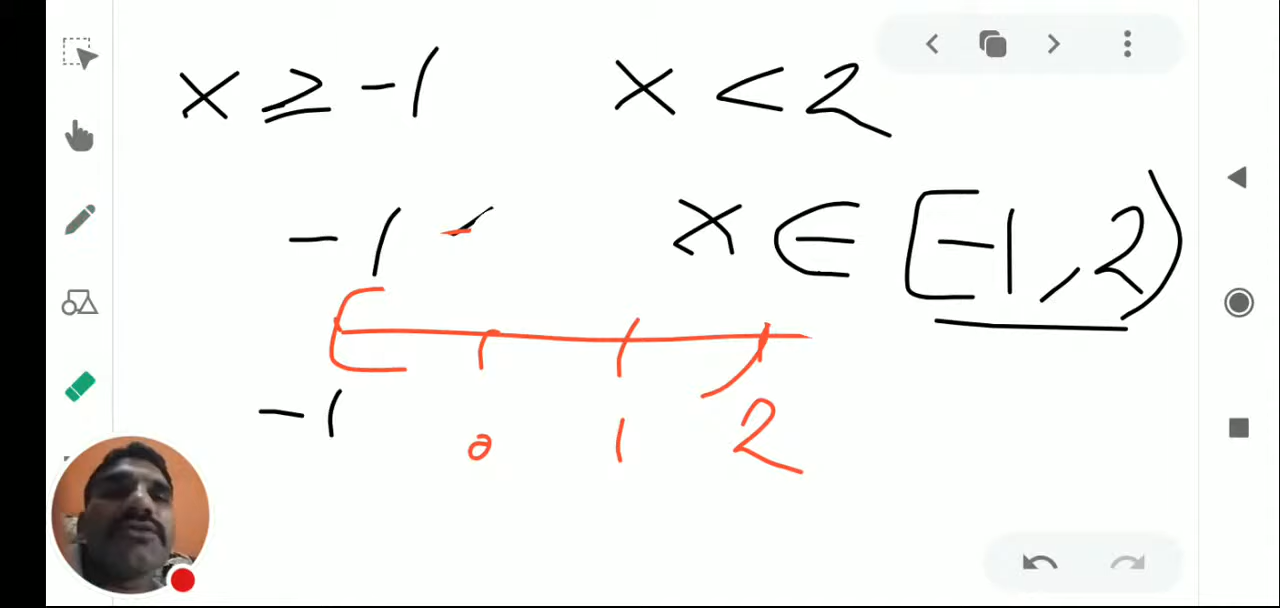 x ≥ -1 x < 2
-1 x ∈ [-1, 2)
-1 0 1 2